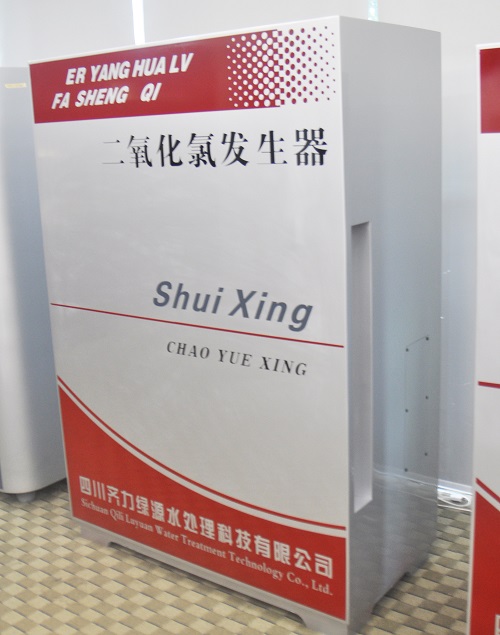 ER YANG HUA LV
FA SHENG QI
二氧化氯发生器
Shui Xing
CHAO YUE XING
四川齐力绿源水处理科技有限公司
Sichuan Qili Luyuan Water Treatment Technology Co., Ltd.